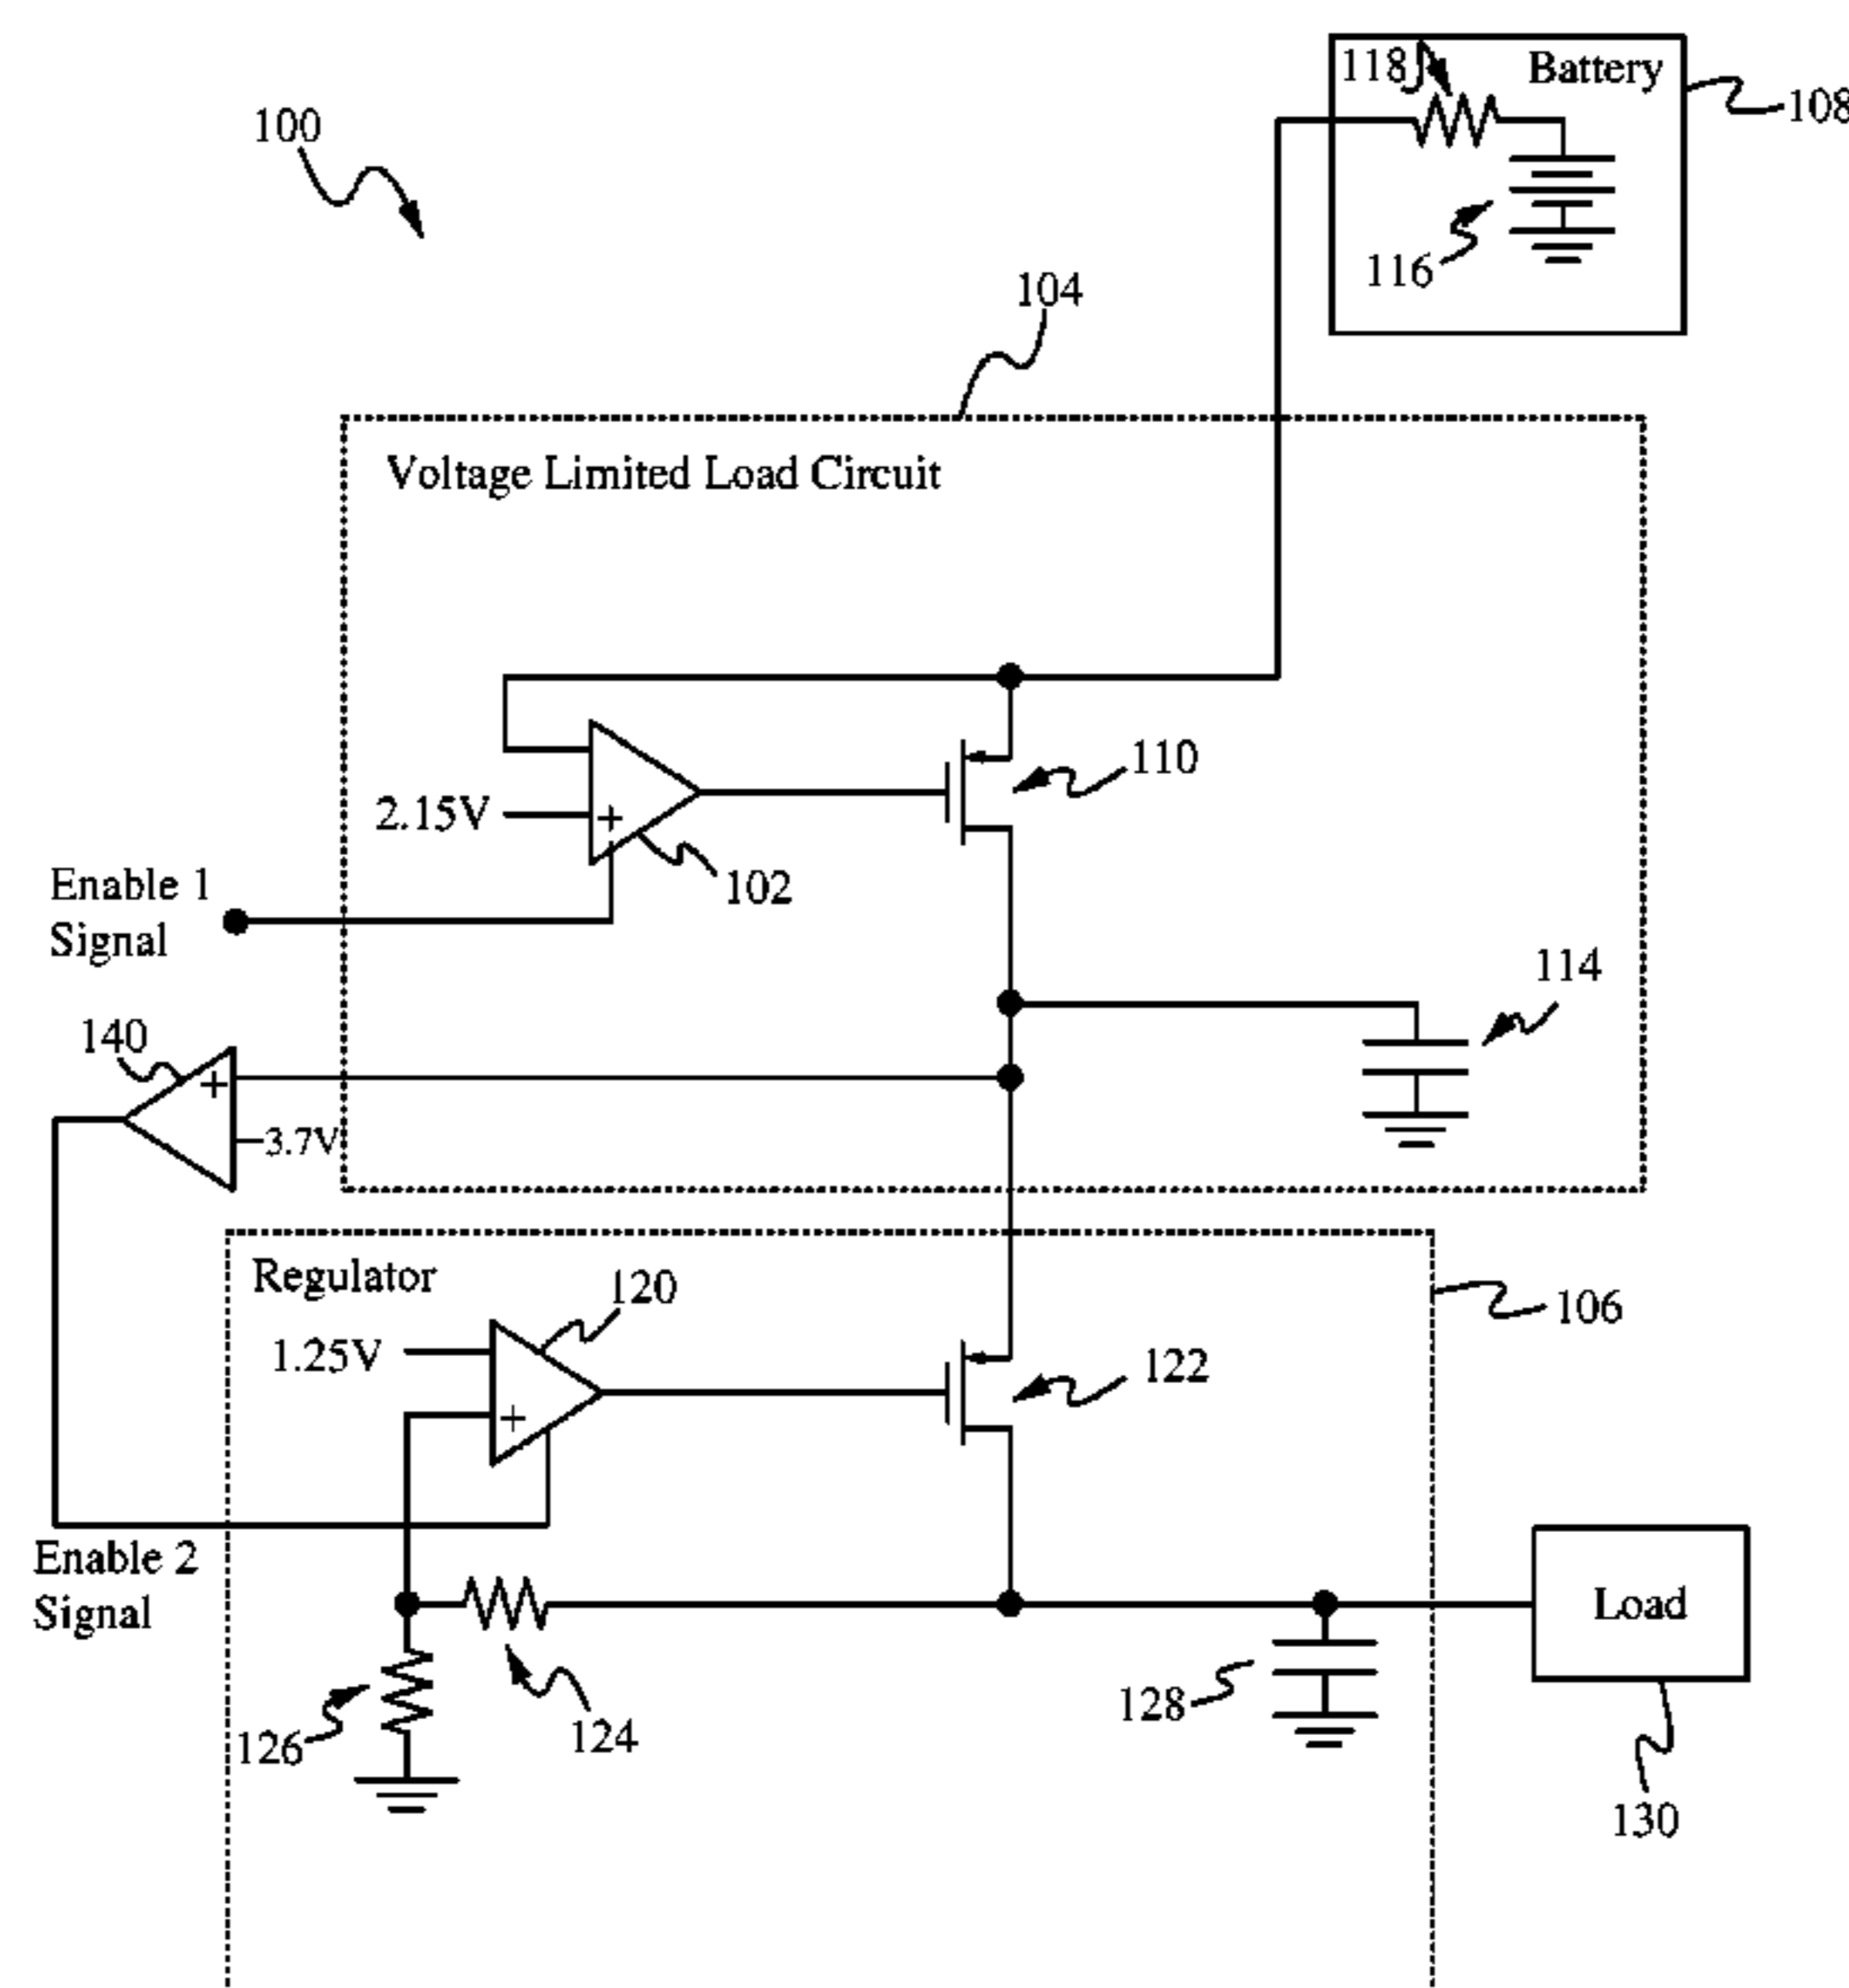 118
Battery
108
100
116
104
Voltage Limited Load Circuit
110
2.15V
+
102
Enable 1
Signal
114
140
+
3.7V
Regulator
120
106
1.25V
122
+
Enable 2
Signal
Load
128
126
124
130